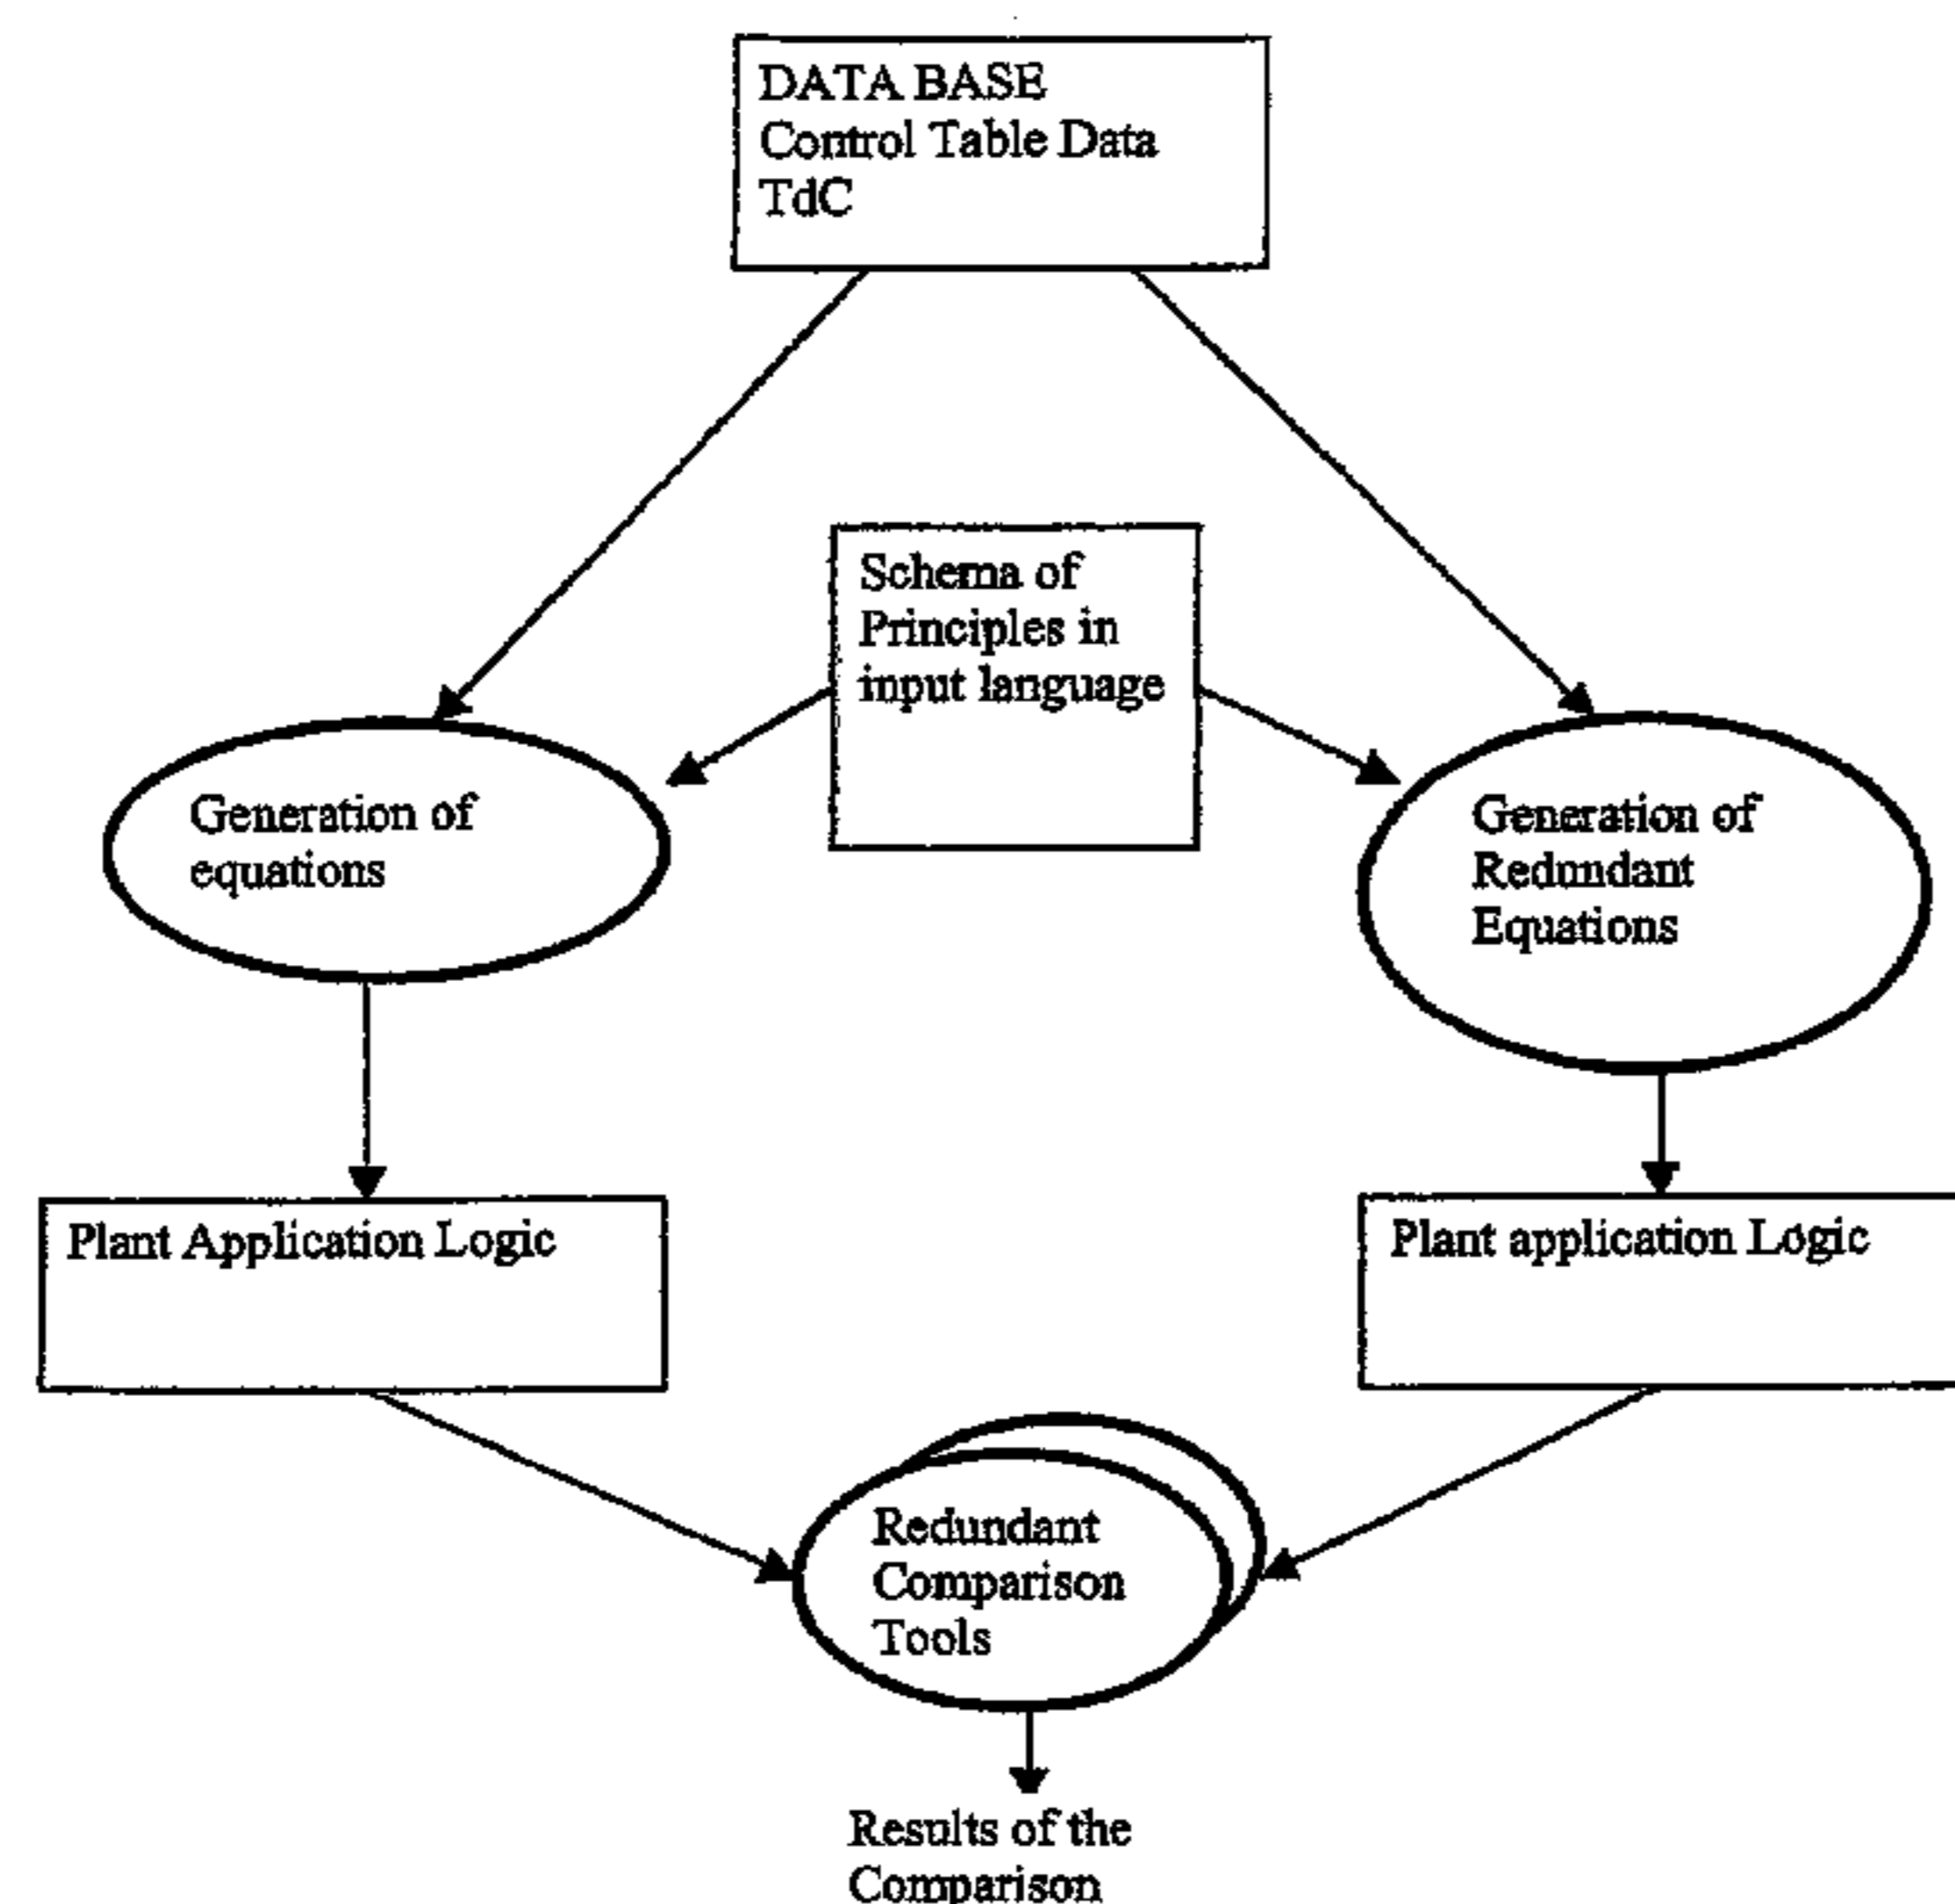 DATA BASE
Control Table Data
TdC
Schema of
Principles in
input language
Generation of
equations
Generation of
Redundant
Equations
Plant Application Logic
Plant application Logic
Redundant
Comparison
Tools
Results of the
Comparison